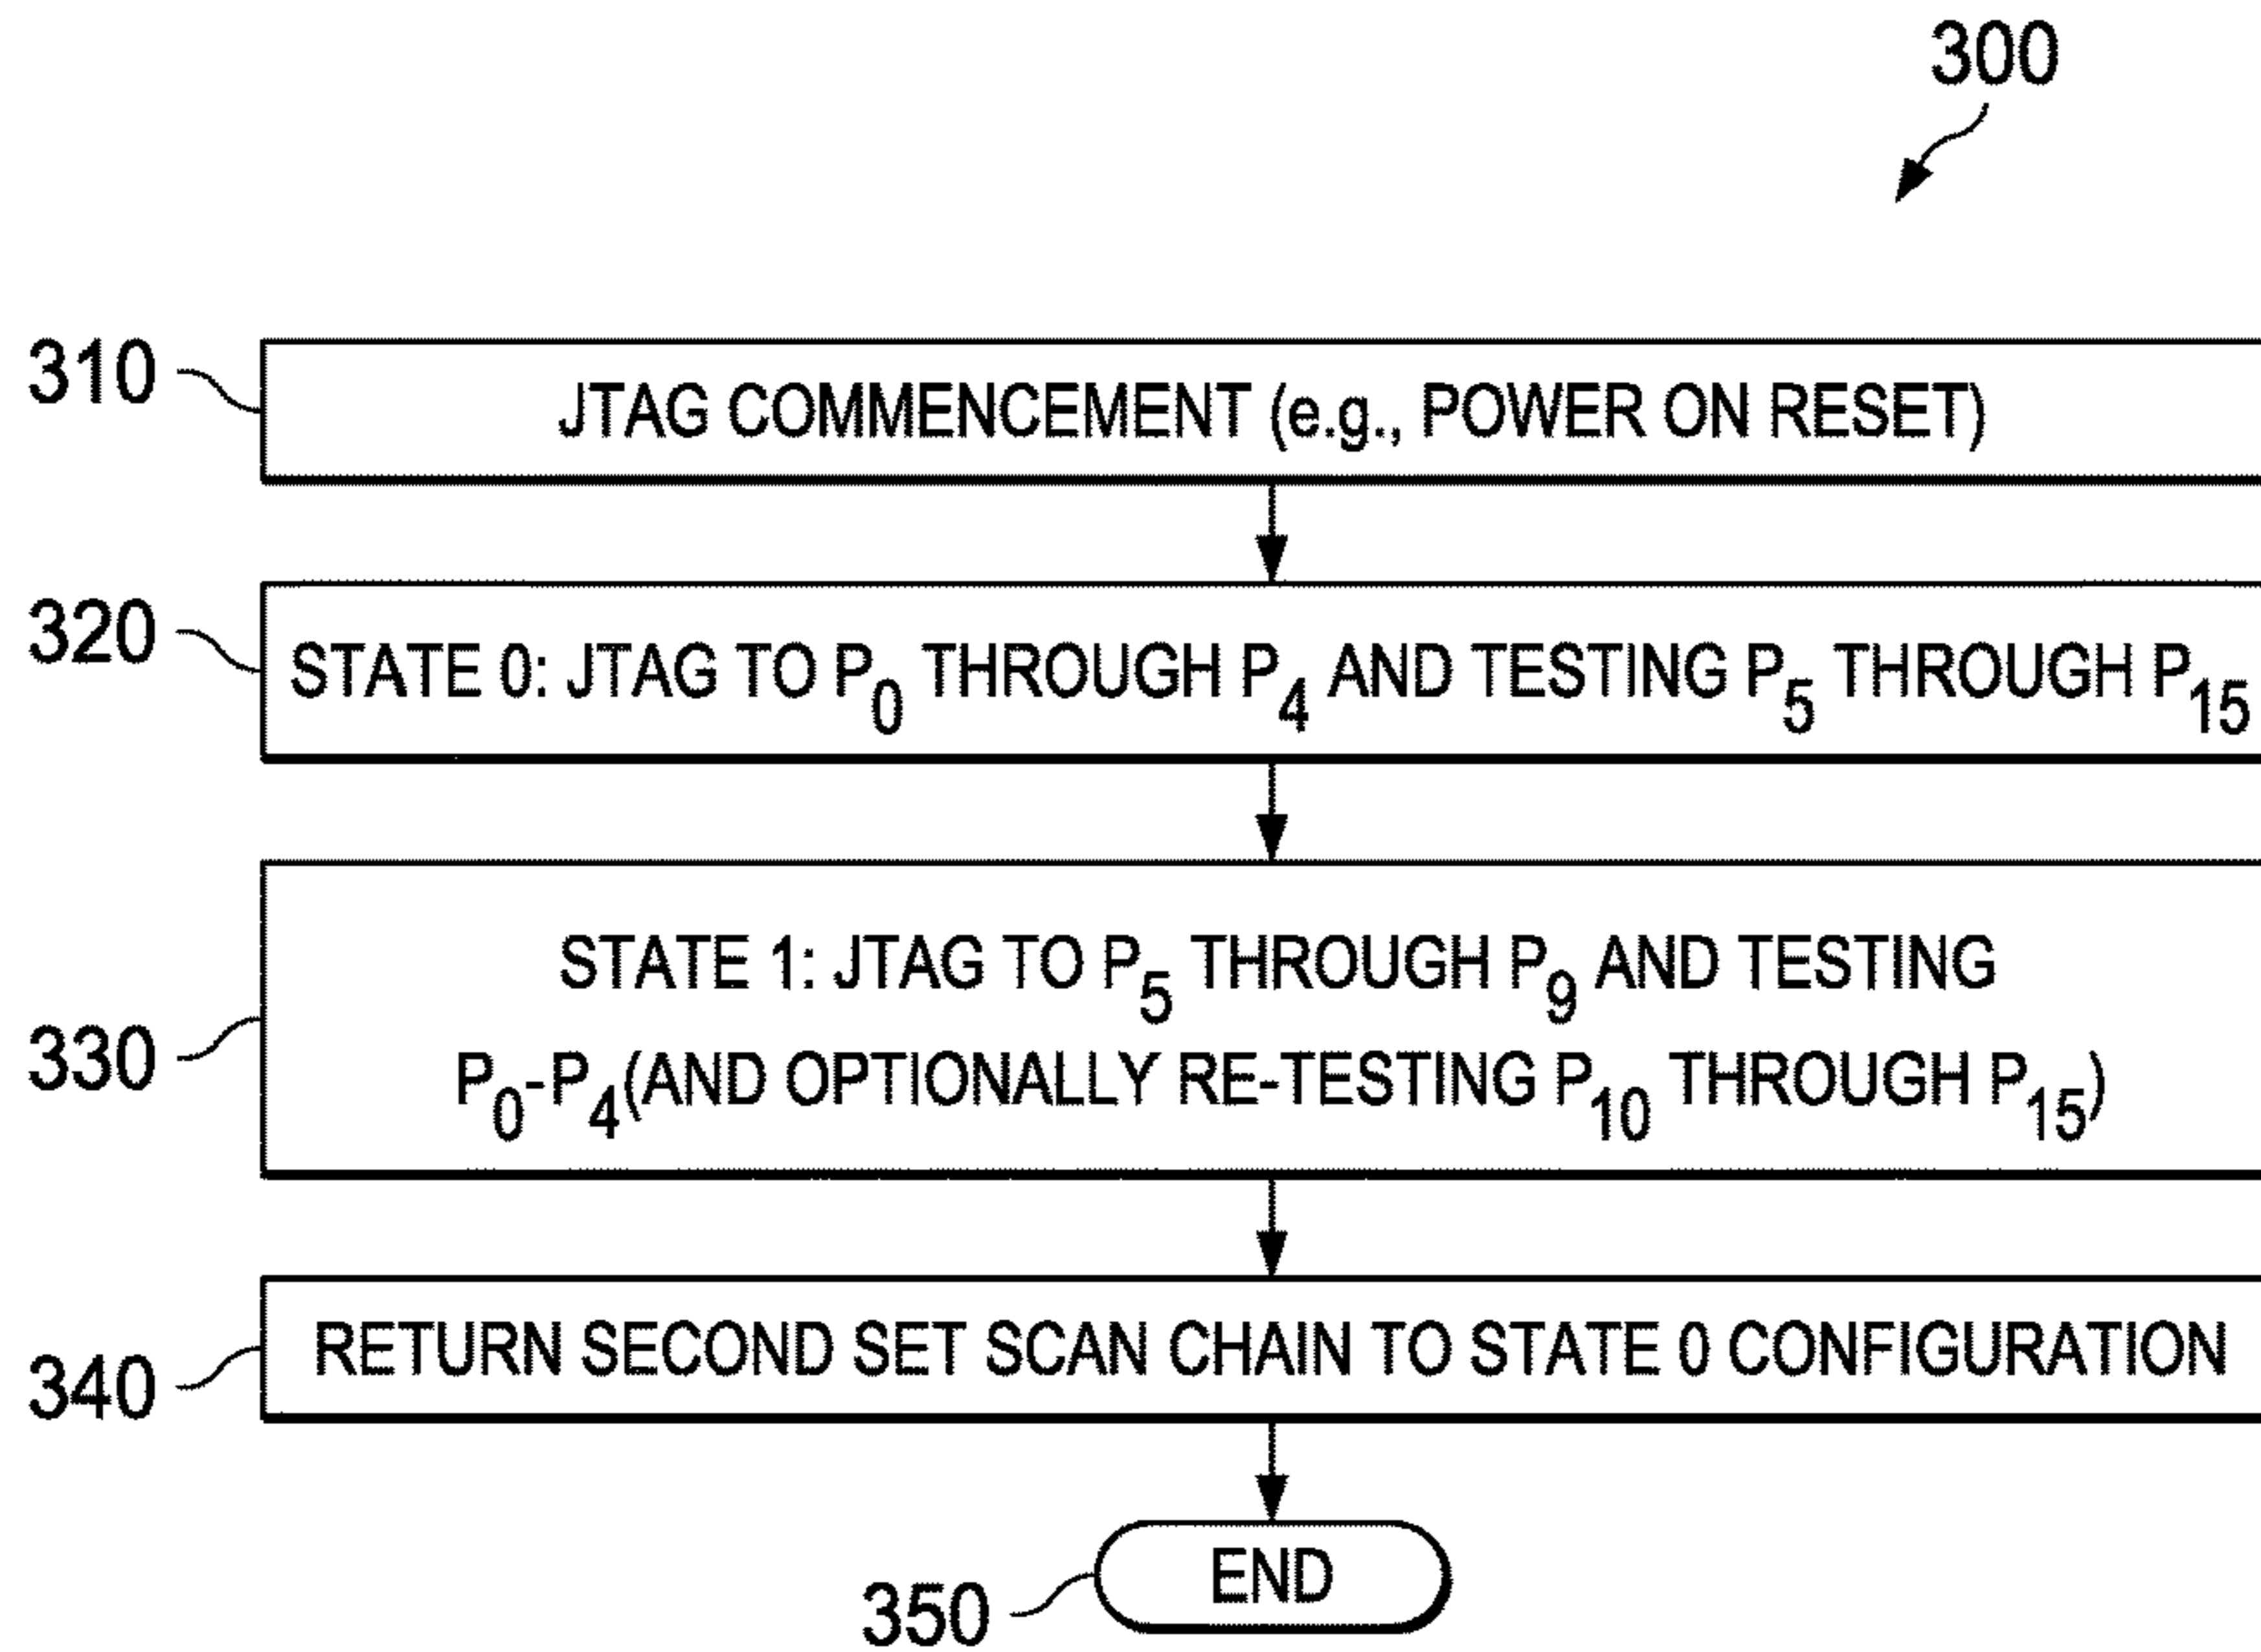 300
310
JTAG COMMENCEMENT (e.g., POWER ON RESET)
320
STATE 0: JTAG TO P0 THROUGH P4 AND TESTING P5 THROUGH P15
330
STATE 1: JTAG TO P5 THROUGH P9 AND TESTING
P0-P4(AND OPTIONALLY RE-TESTING P10 THROUGH P15)
340
RETURN SECOND SET SCAN CHAIN TO STATE 0 CONFIGURATION
350
END